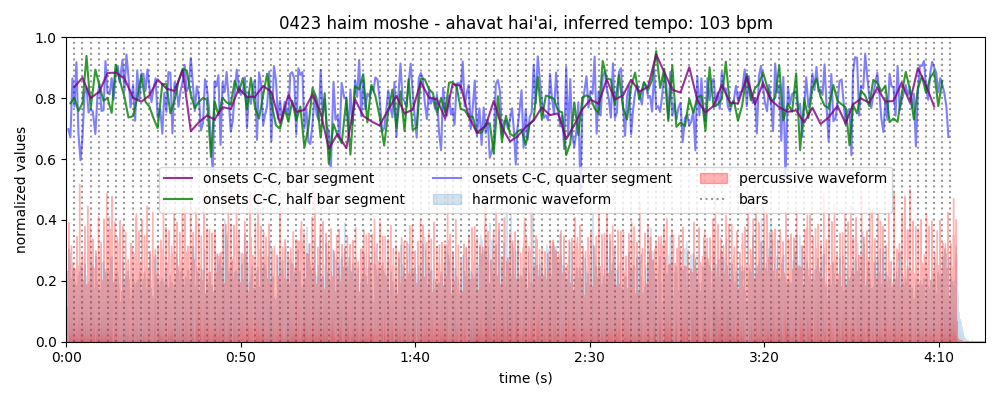 0423 haim moshe - ahavat hai'ai, inferred tempo: 103 bpm
normalized values
1.0
0.8
0.6
0.4
0.2
0.0
onsets C-C, bar segment
onsets C-C, half bar segment
onsets C-C, quarter segment
harmonic waveform
percussive waveform
bars
0:00 0:50 1:40 2:30 3:20 4:10
time (s)